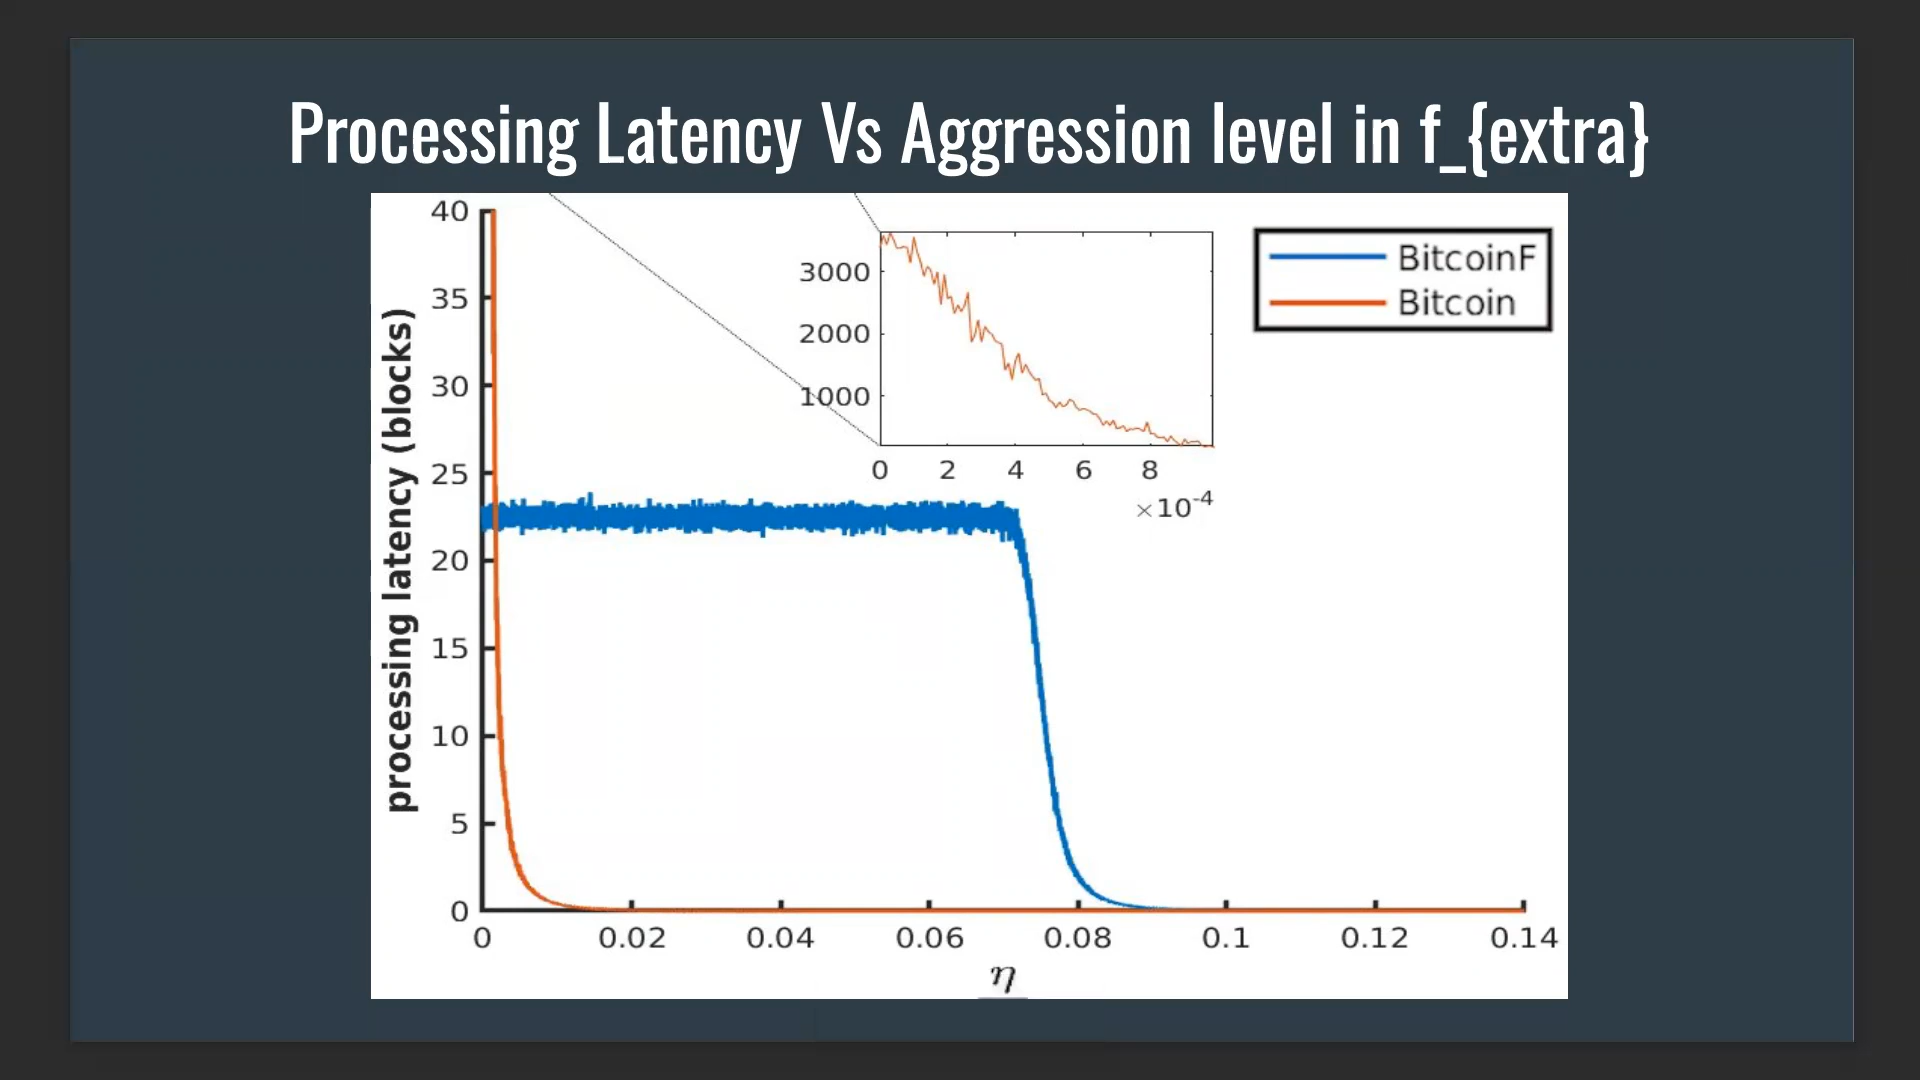 Processing Latency Vs Aggression level in f_{extra}
processing latency (blocks)
40
35
30
25
20
15
10
5
0
3000
2000
1000
0 2 4 6 8
×10-4
BitcoinF
Bitcoin
0 0.02 0.04 0.06 0.08 0.1 0.12 0.14
η